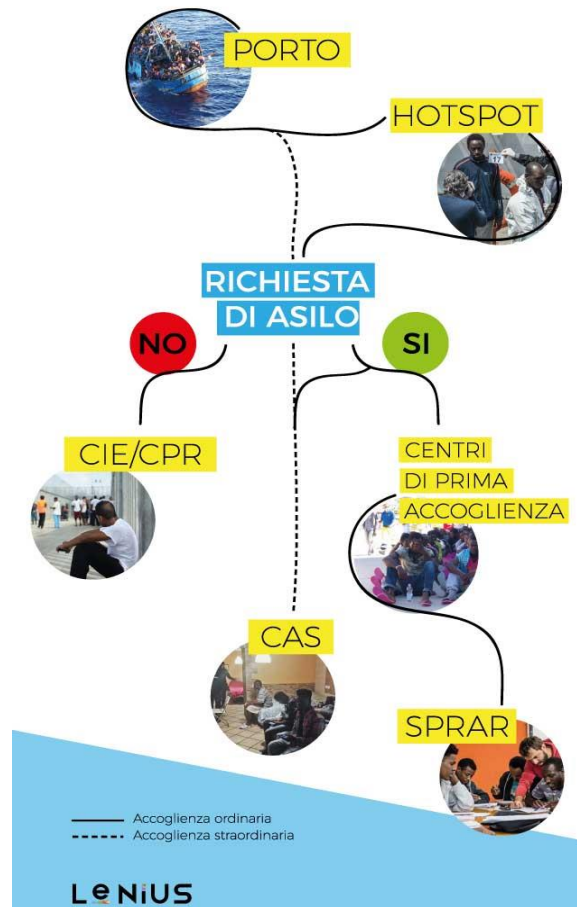 PORTO
HOTSPOT
17
RICHIESTA
DI ASILO
NO
SI
CIE/CPR
CENTRI
DI PRIMA
ACCOGLIENZA
CAS
SPRAR
Accoglienza ordinaria
Accoglienza straordinaria
LeNiUS